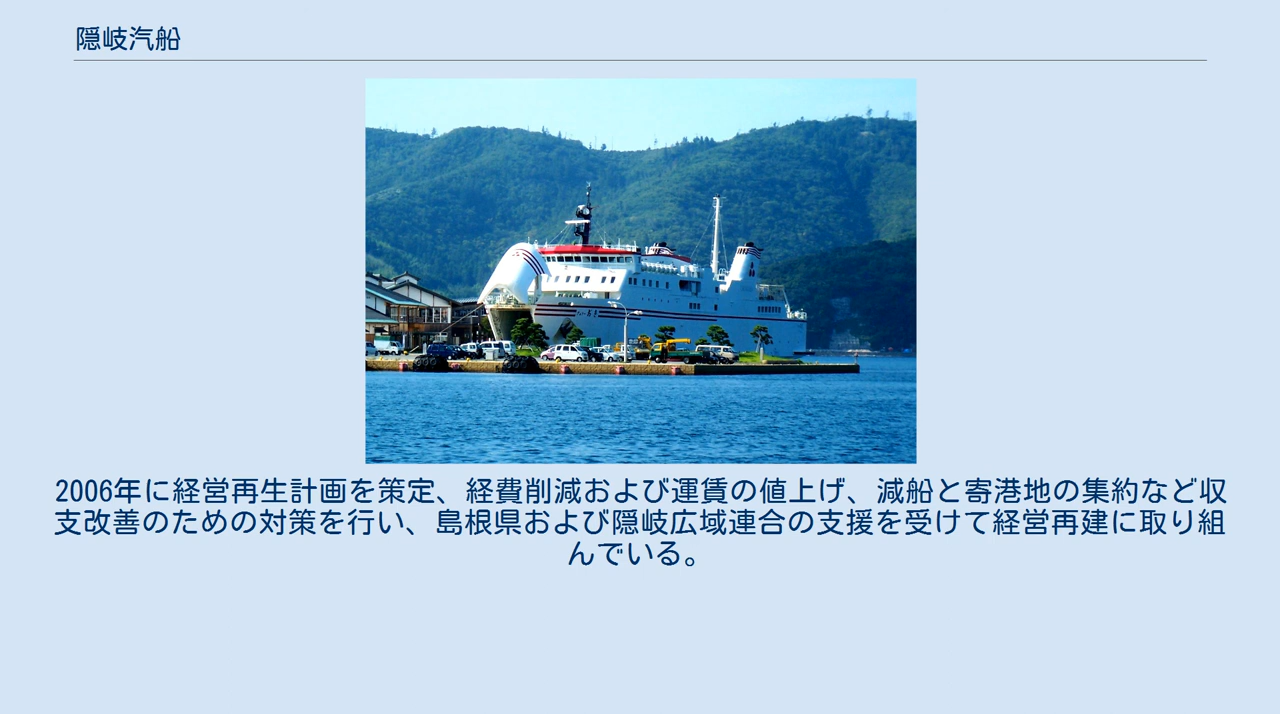 隠岐汽船
2006年に経営再生計画を策定、経費削減および運賃の値上げ、減船と寄港地の集約など収
支改善のための対策を行い、島根県および隠岐広域連合の支援を受けて経営再建に取り組
んでいる。